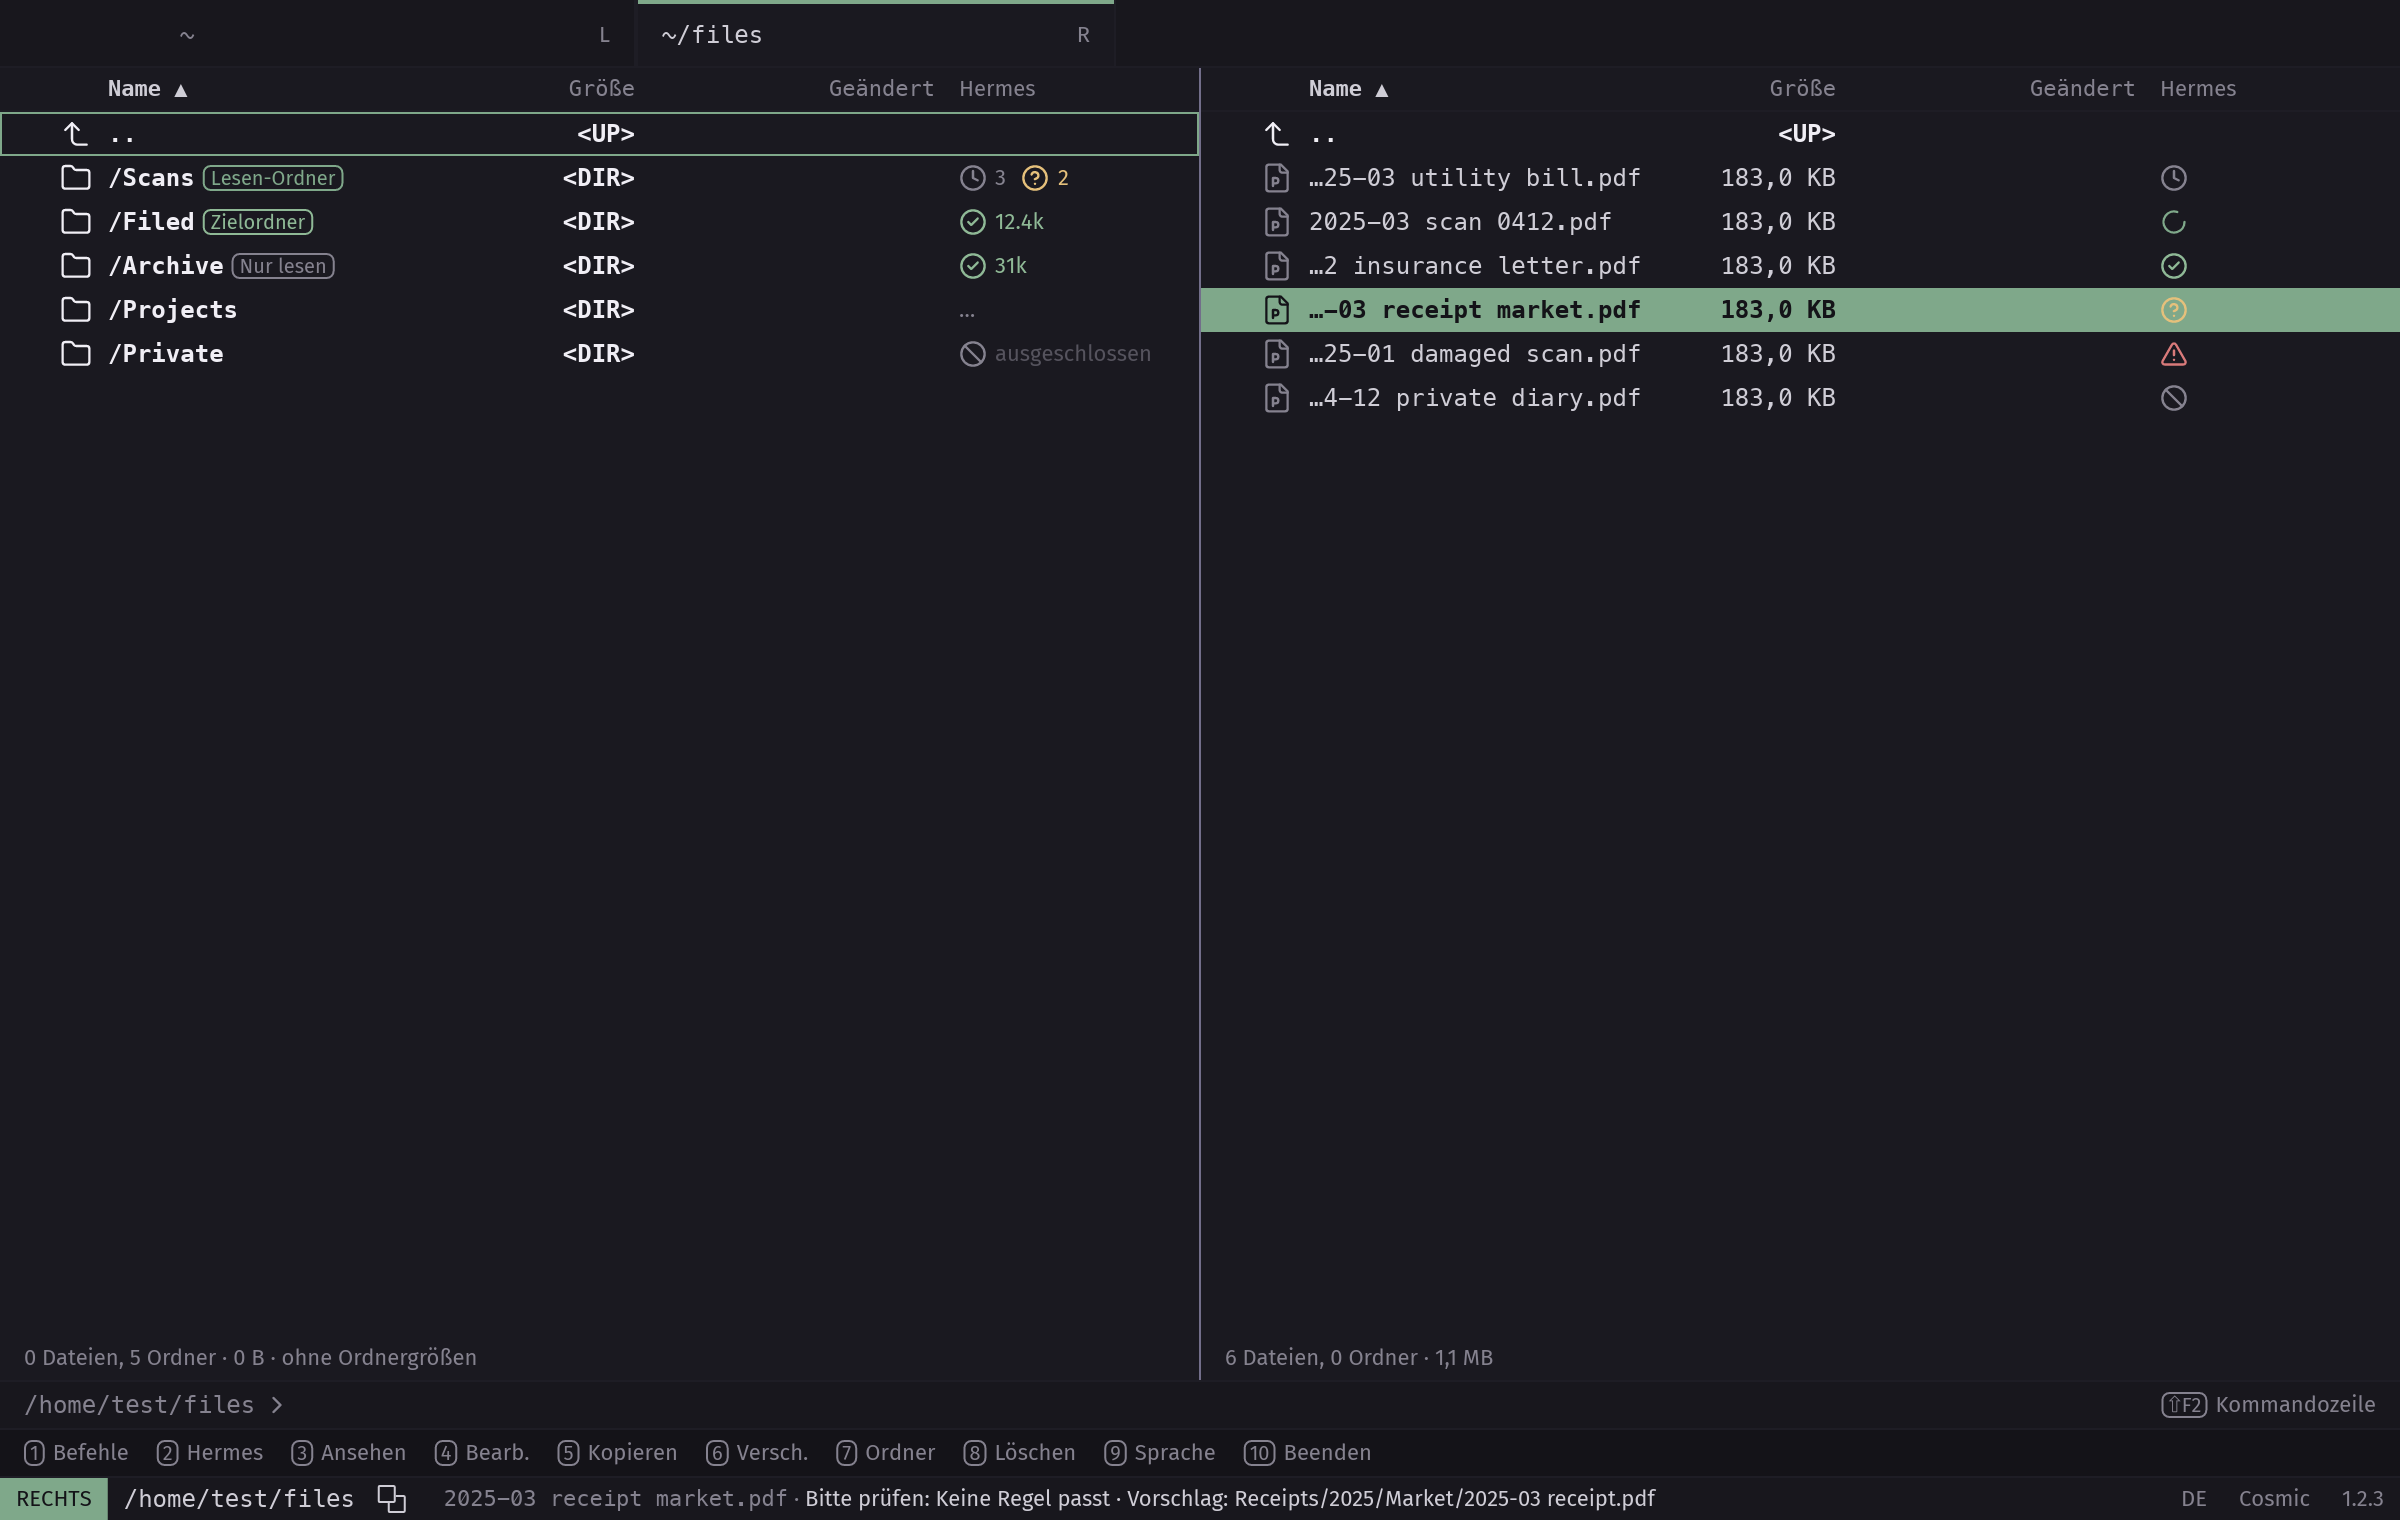 ~ L ~/files R
Name ▲ Größe Geändert Hermes
.. <UP>
/Scans Lesen-Ordner <DIR> 3 2
/Filed Zielordner <DIR> 12.4k
/Archive Nur lesen <DIR> 31k
/Projects <DIR> …
/Private <DIR> ausgeschlossen
0 Dateien, 5 Ordner · 0 B · ohne Ordnergrößen
Name ▲ Größe Geändert Hermes
.. <UP>
…25-03 utility bill.pdf 183,0 KB
2025-03 scan 0412.pdf 183,0 KB
…2 insurance letter.pdf 183,0 KB
…-03 receipt market.pdf 183,0 KB
…25-01 damaged scan.pdf 183,0 KB
…4-12 private diary.pdf 183,0 KB
6 Dateien, 0 Ordner · 1,1 MB
/home/test/files > ⇧F2 Kommandozeile
1 Befehle 2 Hermes 3 Ansehen 4 Bearb. 5 Kopieren 6 Versch. 7 Ordner 8 Löschen 9 Sprache 10 Beenden
RECHTS /home/test/files 2025-03 receipt market.pdf · Bitte prüfen: Keine Regel passt · Vorschlag: Receipts/2025/Market/2025-03 receipt.pdf DE Cosmic 1.2.3